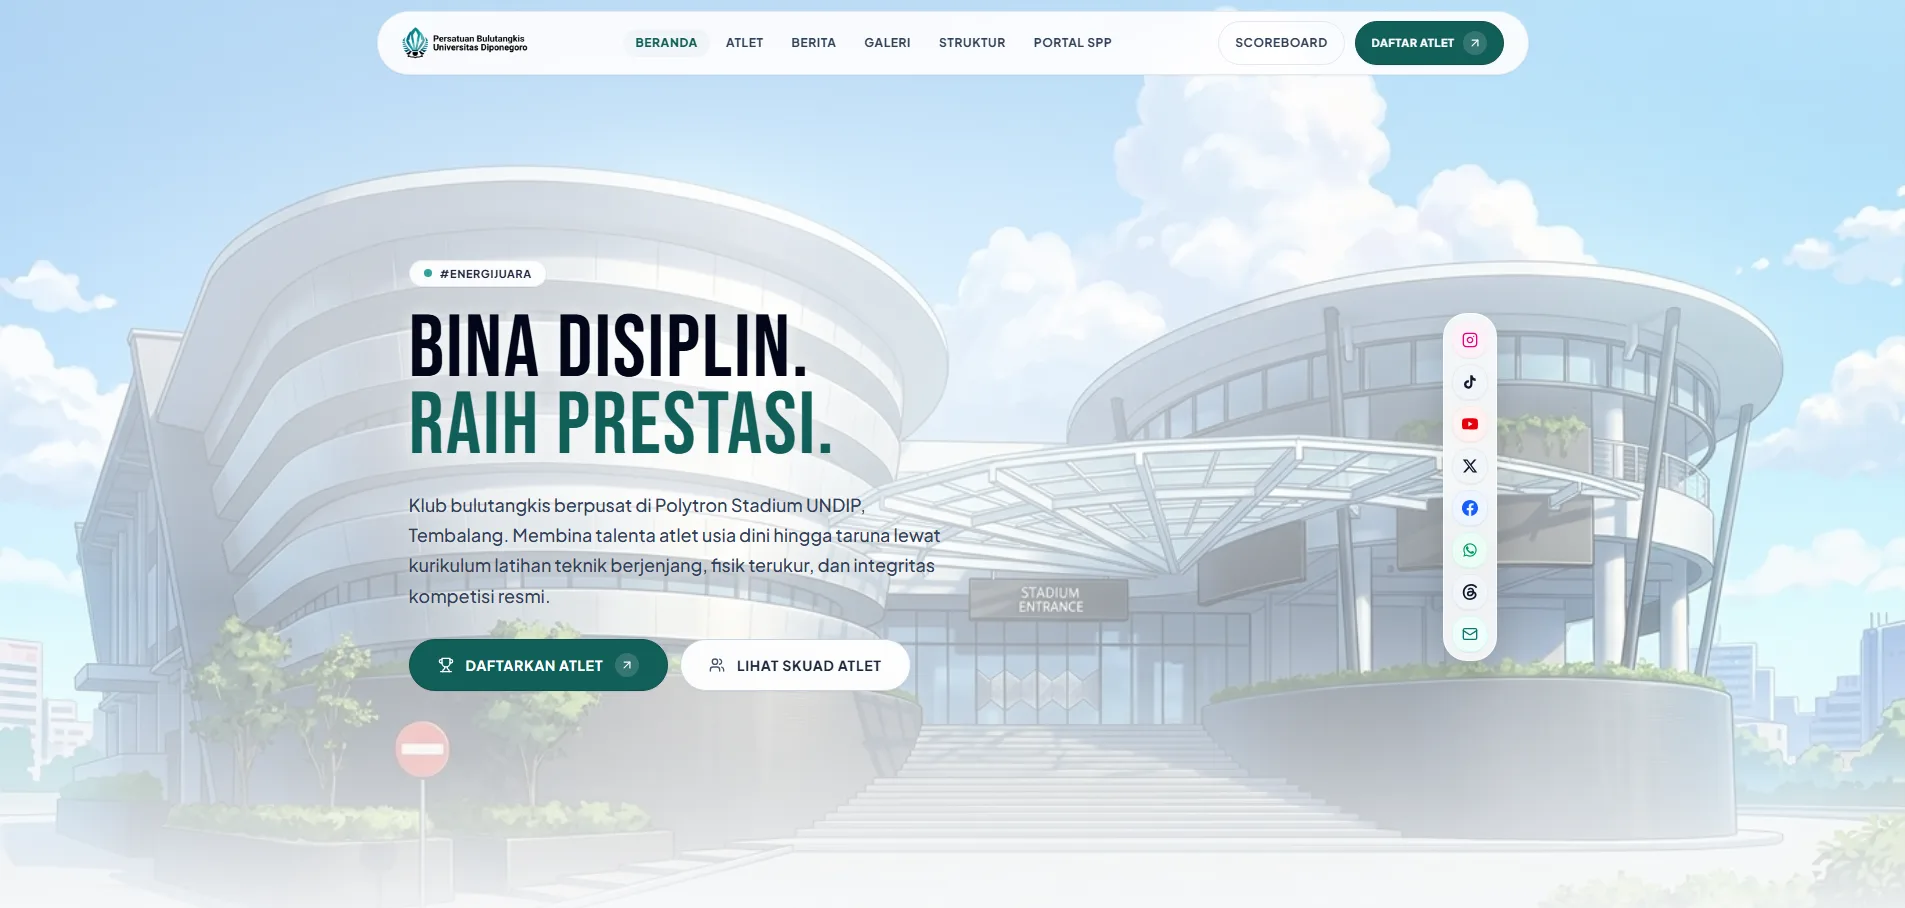 Persatuan Bulutangkis
Universitas Diponegoro
BERANDA
ATLET
BERITA
GALERI
STRUKTUR
PORTAL SPP
SCOREBOARD
DAFTAR ATLET
#ENERGIJUARA
BINA DISIPLIN.
RAIH PRESTASI.
Klub bulutangkis berpusat di Polytron Stadium UNDIP,
Tembalang. Membina talenta atlet usia dini hingga taruna lewat
kurikulum latihan teknik berjenjang, fisik terukur, dan integritas
kompetisi resmi.
STADIUM
ENTRANCE
DAFTARKAN ATLET
LIHAT SKUAD ATLET